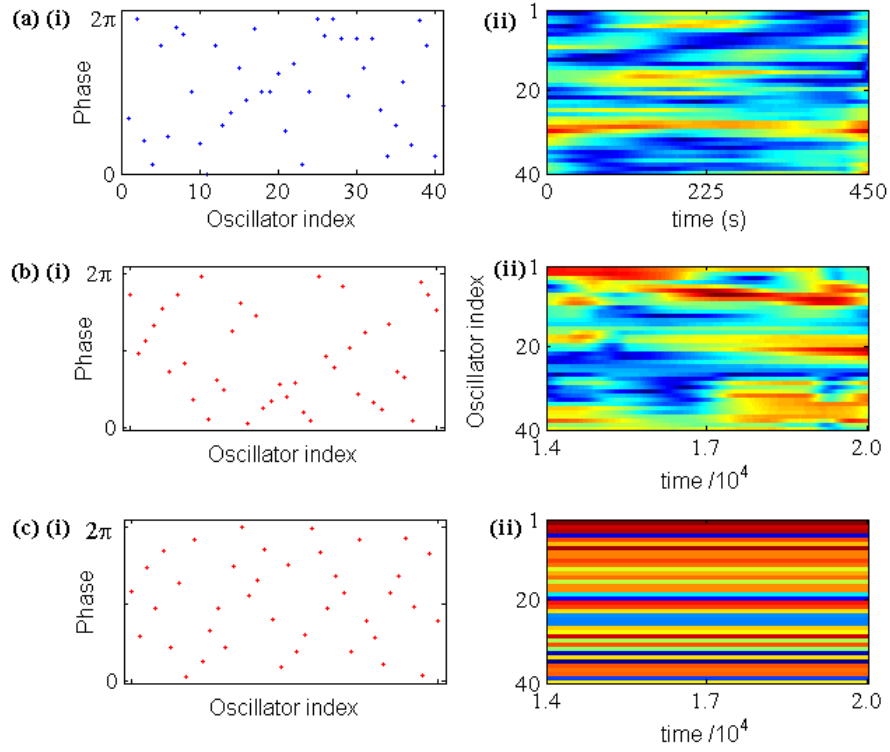 (a) (i)
2π
Phase
0
0 10 20 30 40
Oscillator index
(ii)
1
20
40
0 225 450
time (s)
(b) (i)
2π
Phase
0
Oscillator index
(ii)
Oscillator index
1
20
40
1.4 1.7 2.0
time /10⁴
(c) (i)
2π
Phase
0
Oscillator index
(ii)
1
20
40
1.4 1.7 2.0
time /10⁴